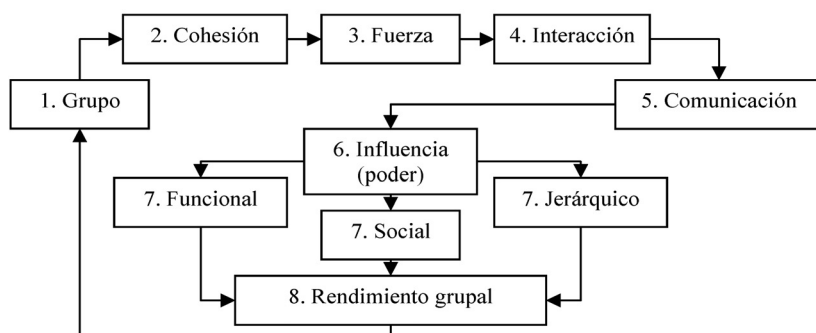 2. Cohesión
3. Fuerza
4. Interacción
1. Grupo
5. Comunicación
6. Influencia
(poder)
7. Funcional
7. Jerárquico
7. Social
8. Rendimiento grupal